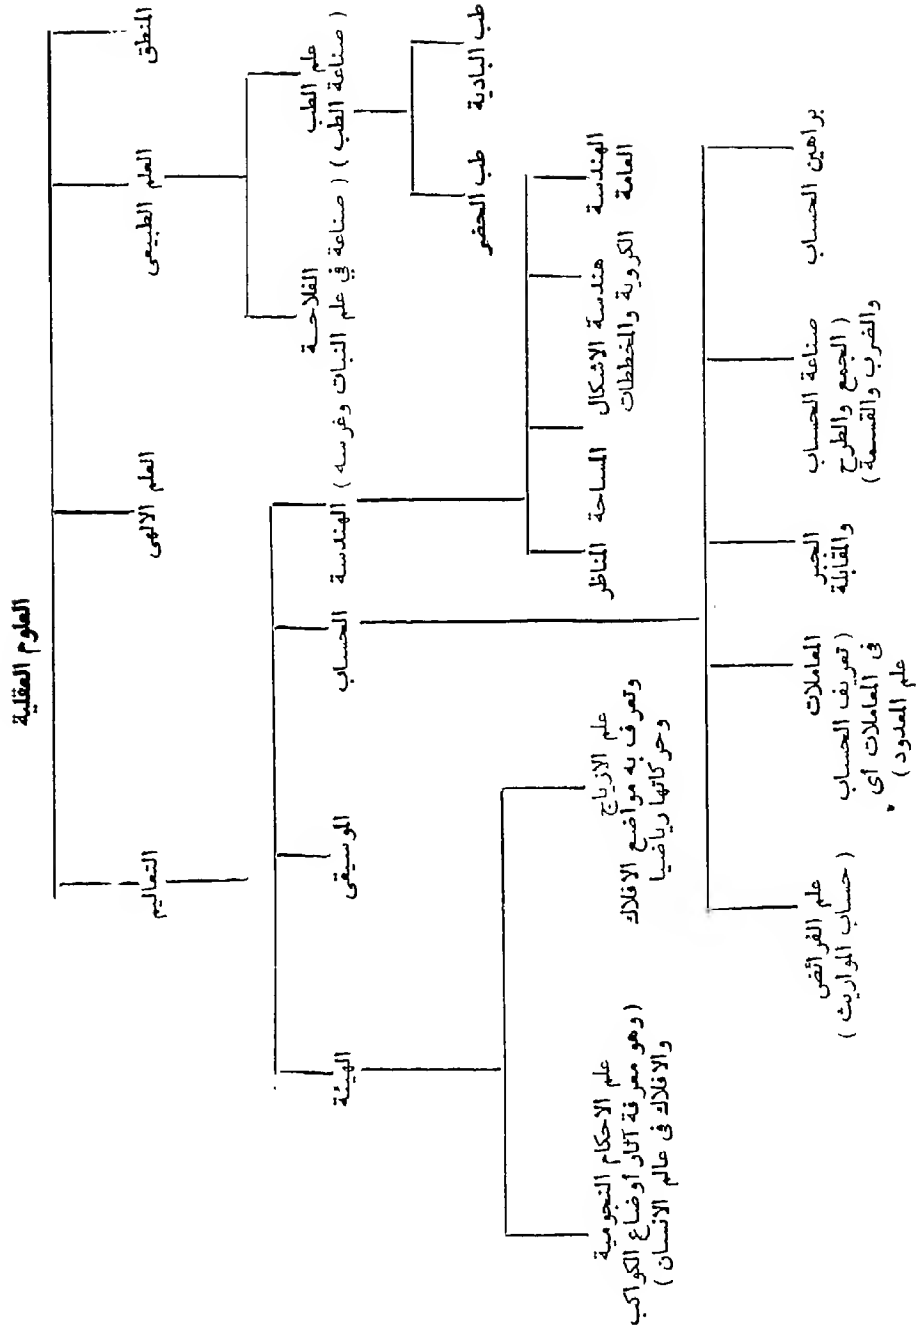 العلوم العقلية
المنطق
العلم الطبيعى
العلم الالهى
التعاليم
علم الطب
( صناعة الطب )
الفلاحة
( صناعة فى علم النبات وغرسه )
الهندسة
الحساب
الموسيقى
الهيئة
طب البادية
طب الحضر
الهندسة
العامة
هندسة الاشكال
الكروية والمخططات
المساحة
المناظر
علم الازياج
وتعرف به مواضع الافلاك
وحركاتها رياضيا
علم الاحكام النجومية
(وهو معرفة آثار أوضاع الكواكب
والافلاك فى عالم الانسان )
براهين الحساب
صناعة الحساب
( الجمع والطرح
والضرب والقسمة )
الجبر
والمقابلة
المعاملات
( تعريف الحساب
فى المعاملات أى
علم المعدود )
علم الفرائض
( حساب المواريث )